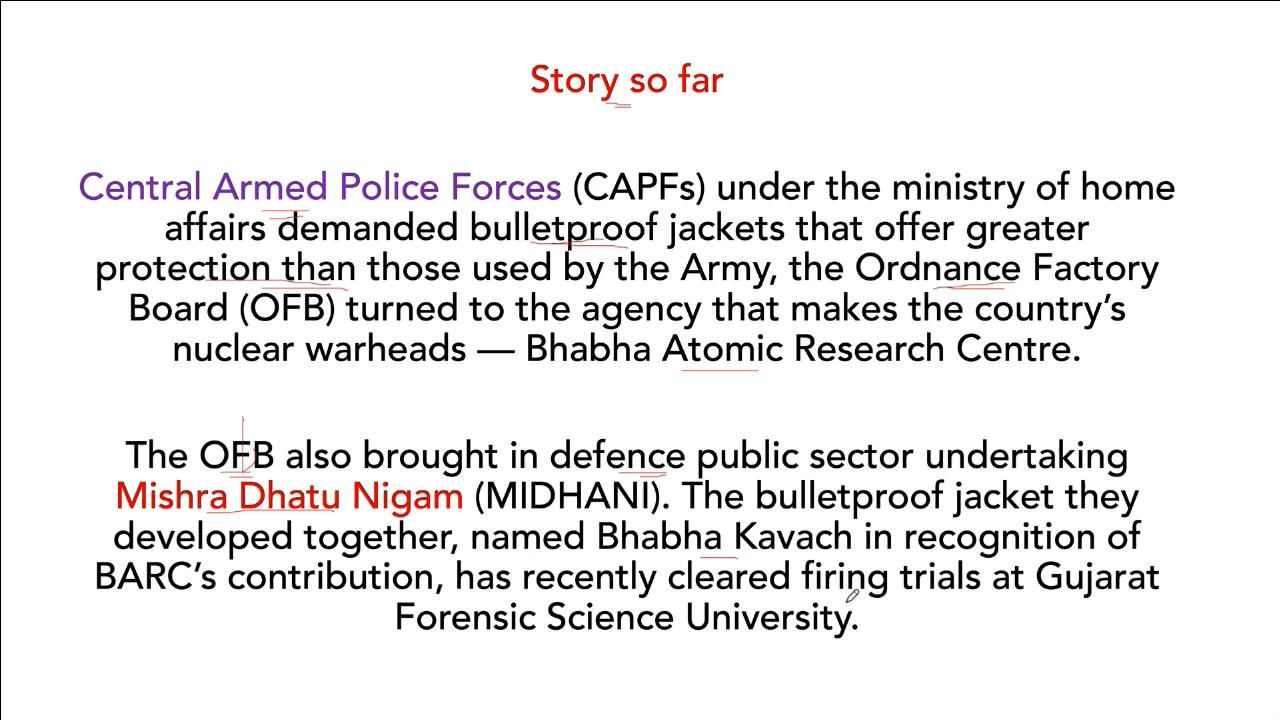 Story so far
Central Armed Police Forces (CAPFs) under the ministry of home
affairs demanded bulletproof jackets that offer greater
protection than those used by the Army, the Ordnance Factory
Board (OFB) turned to the agency that makes the country’s
nuclear warheads — Bhabha Atomic Research Centre.
The OFB also brought in defence public sector undertaking
Mishra Dhatu Nigam (MIDHANI). The bulletproof jacket they
developed together, named Bhabha Kavach in recognition of
BARC’s contribution, has recently cleared firing trials at Gujarat
Forensic Science University.